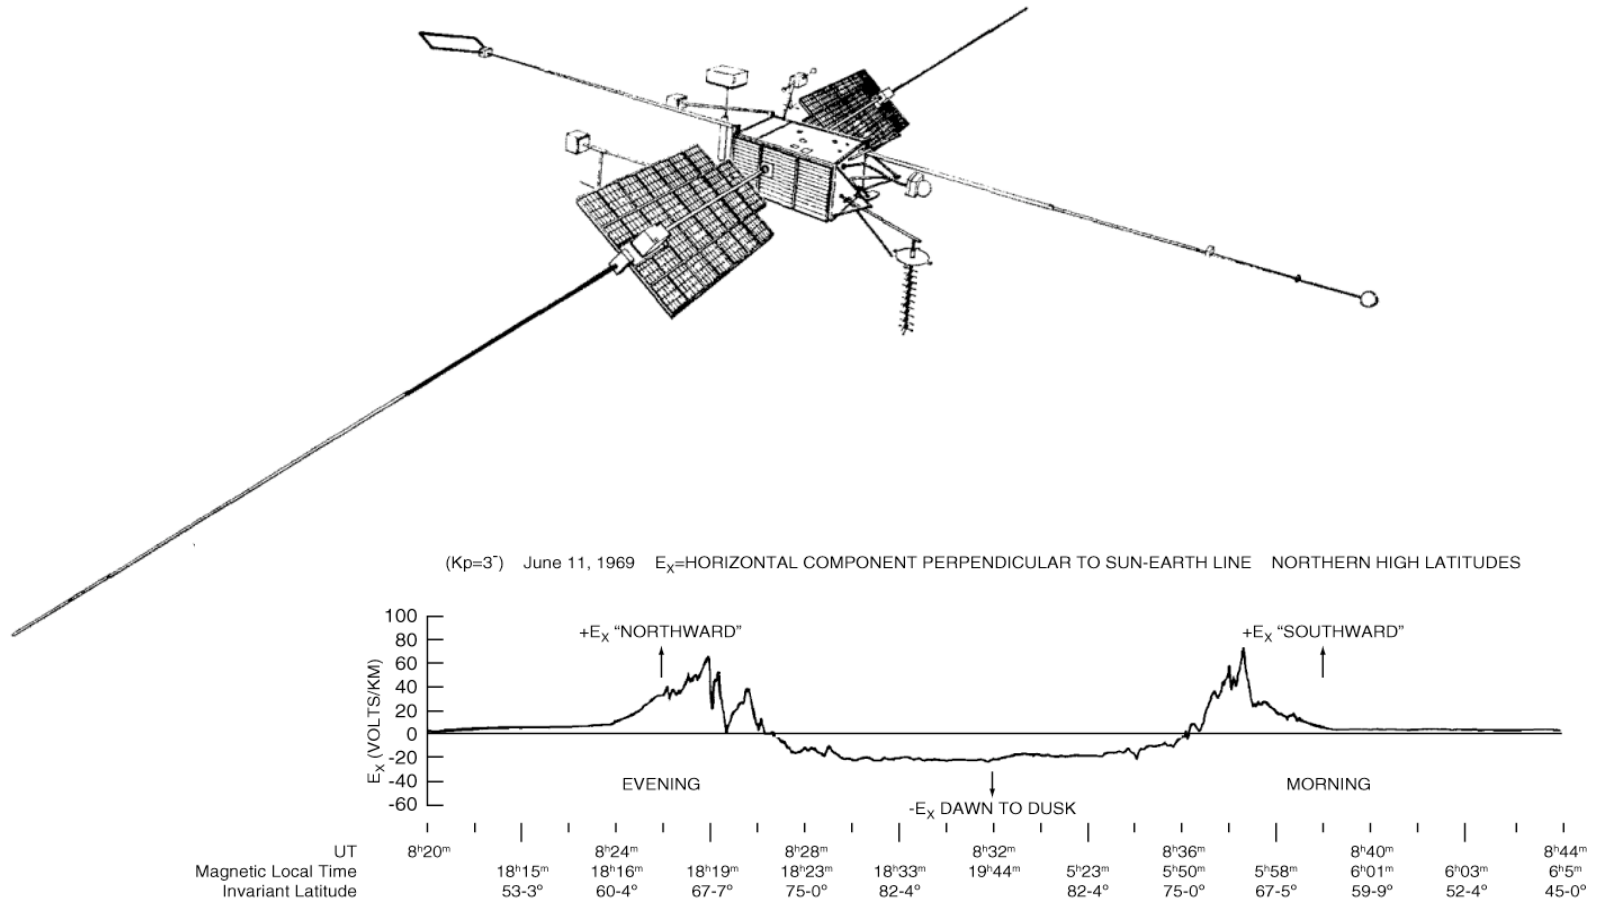 (Kp=3⁻) June 11, 1969 Eₓ=HORIZONTAL COMPONENT PERPENDICULAR TO SUN-EARTH LINE NORTHERN HIGH LATITUDES
100
80
60
40
20
0
-20
-40
-60
Eₓ (VOLTS/KM)
+Eₓ “NORTHWARD”
+Eₓ “SOUTHWARD”
EVENING
MORNING
-Eₓ DAWN TO DUSK
UT 8ʰ20ᵐ 8ʰ24ᵐ 8ʰ28ᵐ 8ʰ32ᵐ 8ʰ36ᵐ 8ʰ40ᵐ 8ʰ44ᵐ
Magnetic Local Time 18ʰ15ᵐ 18ʰ16ᵐ 18ʰ19ᵐ 18ʰ23ᵐ 18ʰ33ᵐ 19ʰ44ᵐ 5ʰ23ᵐ 5ʰ50ᵐ 5ʰ58ᵐ 6ʰ01ᵐ 6ʰ03ᵐ 6ʰ5ᵐ
Invariant Latitude 53-3° 60-4° 67-7° 75-0° 82-4° 82-4° 75-0° 67-5° 59-9° 52-4° 45-0°